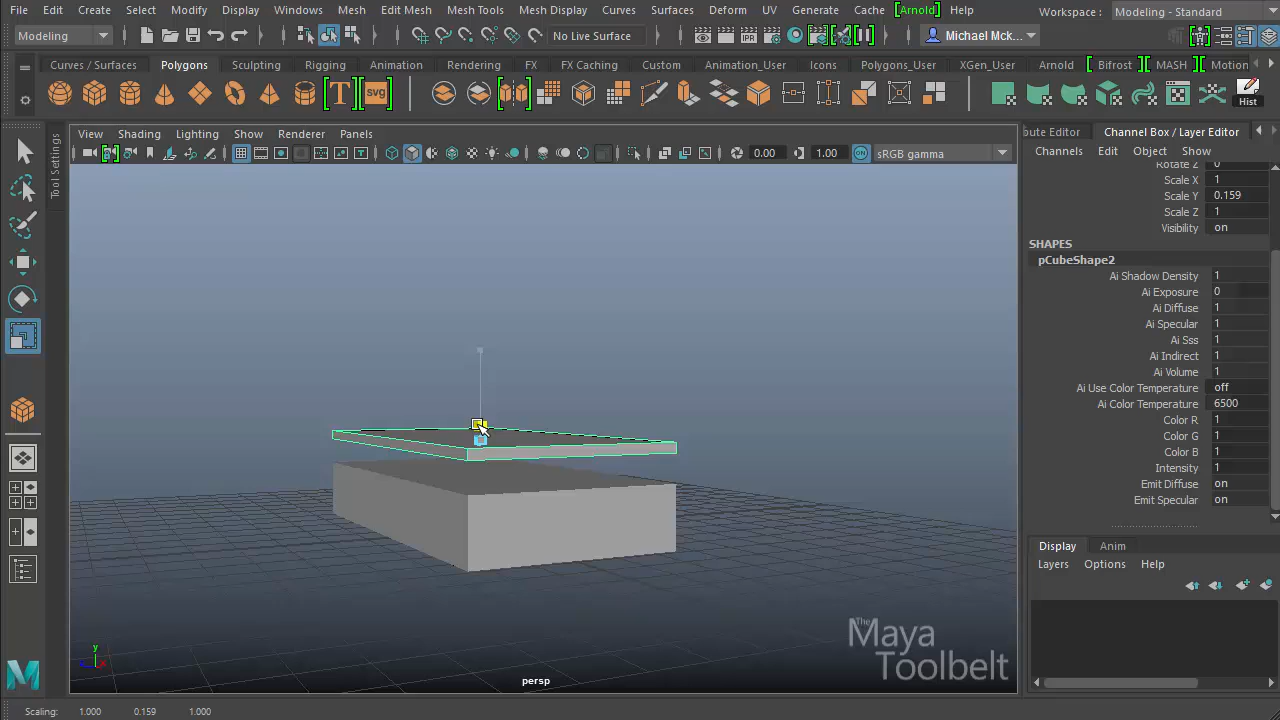 File Edit Create Select Modify Display Windows Mesh Edit Mesh Mesh Tools Mesh Display Curves Surfaces Deform UV Generate Cache [Arnold] Help Workspace : Modeling - Standard
Modeling No Live Surface Michael Mck...
Curves / Surfaces Polygons Sculpting Rigging Animation Rendering FX FX Caching Custom Animation_User Icons Polygons_User XGen_User Arnold Bifrost MASH Motion
T svg Hist
View Shading Lighting Show Renderer Panels
0.00 1.00 ON sRGB gamma
Tool Settings
bute Editor Channel Box / Layer Editor
Channels Edit Object Show
Rotate Z 0
Scale X 1
Scale Y 0.159
Scale Z 1
Visibility on
SHAPES
pCubeShape2
Ai Shadow Density 1
Ai Exposure 0
Ai Diffuse 1
Ai Specular 1
Ai Sss 1
Ai Indirect 1
Ai Volume 1
Ai Use Color Temperature off
Ai Color Temperature 6500
Color R 1
Color G 1
Color B 1
Intensity 1
Emit Diffuse on
Emit Specular on
Display Anim
Layers Options Help
The
Maya
Toolbelt
y
z x
persp
M
Scaling: 1.000 0.159 1.000